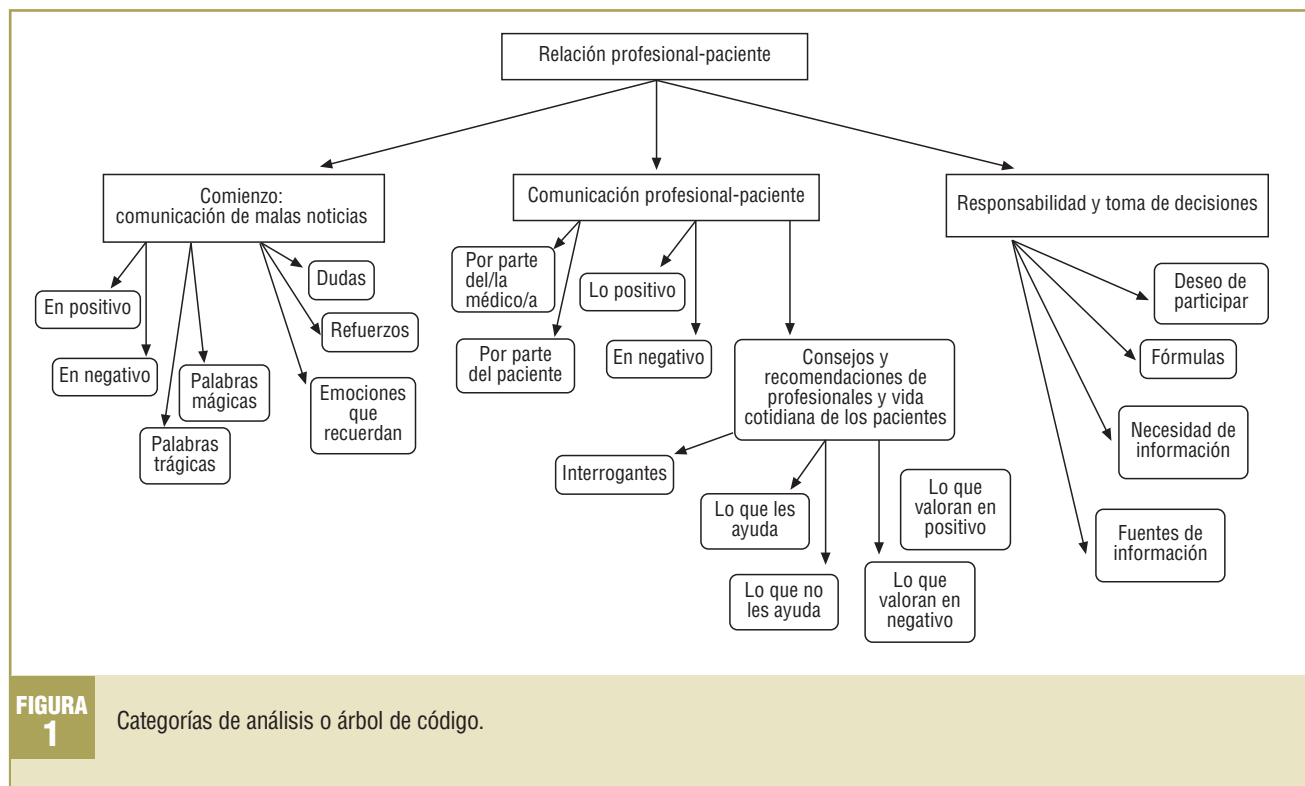 Relación profesional-paciente
Comienzo:
comunicación de malas noticias
Comunicación profesional-paciente
Responsabilidad y toma de decisiones
En positivo
En negativo
Palabras
trágicas
Palabras
mágicas
Emociones
que
recuerdan
Refuerzos
Dudas
Por parte
del/la
médico/a
Por parte
del paciente
Lo positivo
En negativo
Consejos y
recomendaciones de
profesionales y vida
cotidiana de los pacientes
Interrogantes
Lo que les
ayuda
Lo que no
les ayuda
Lo que
valoran en
positivo
Lo que
valoran en
negativo
Deseo de
participar
Fórmulas
Necesidad de
información
Fuentes de
información
FIGURA
1
Categorías de análisis o árbol de código.